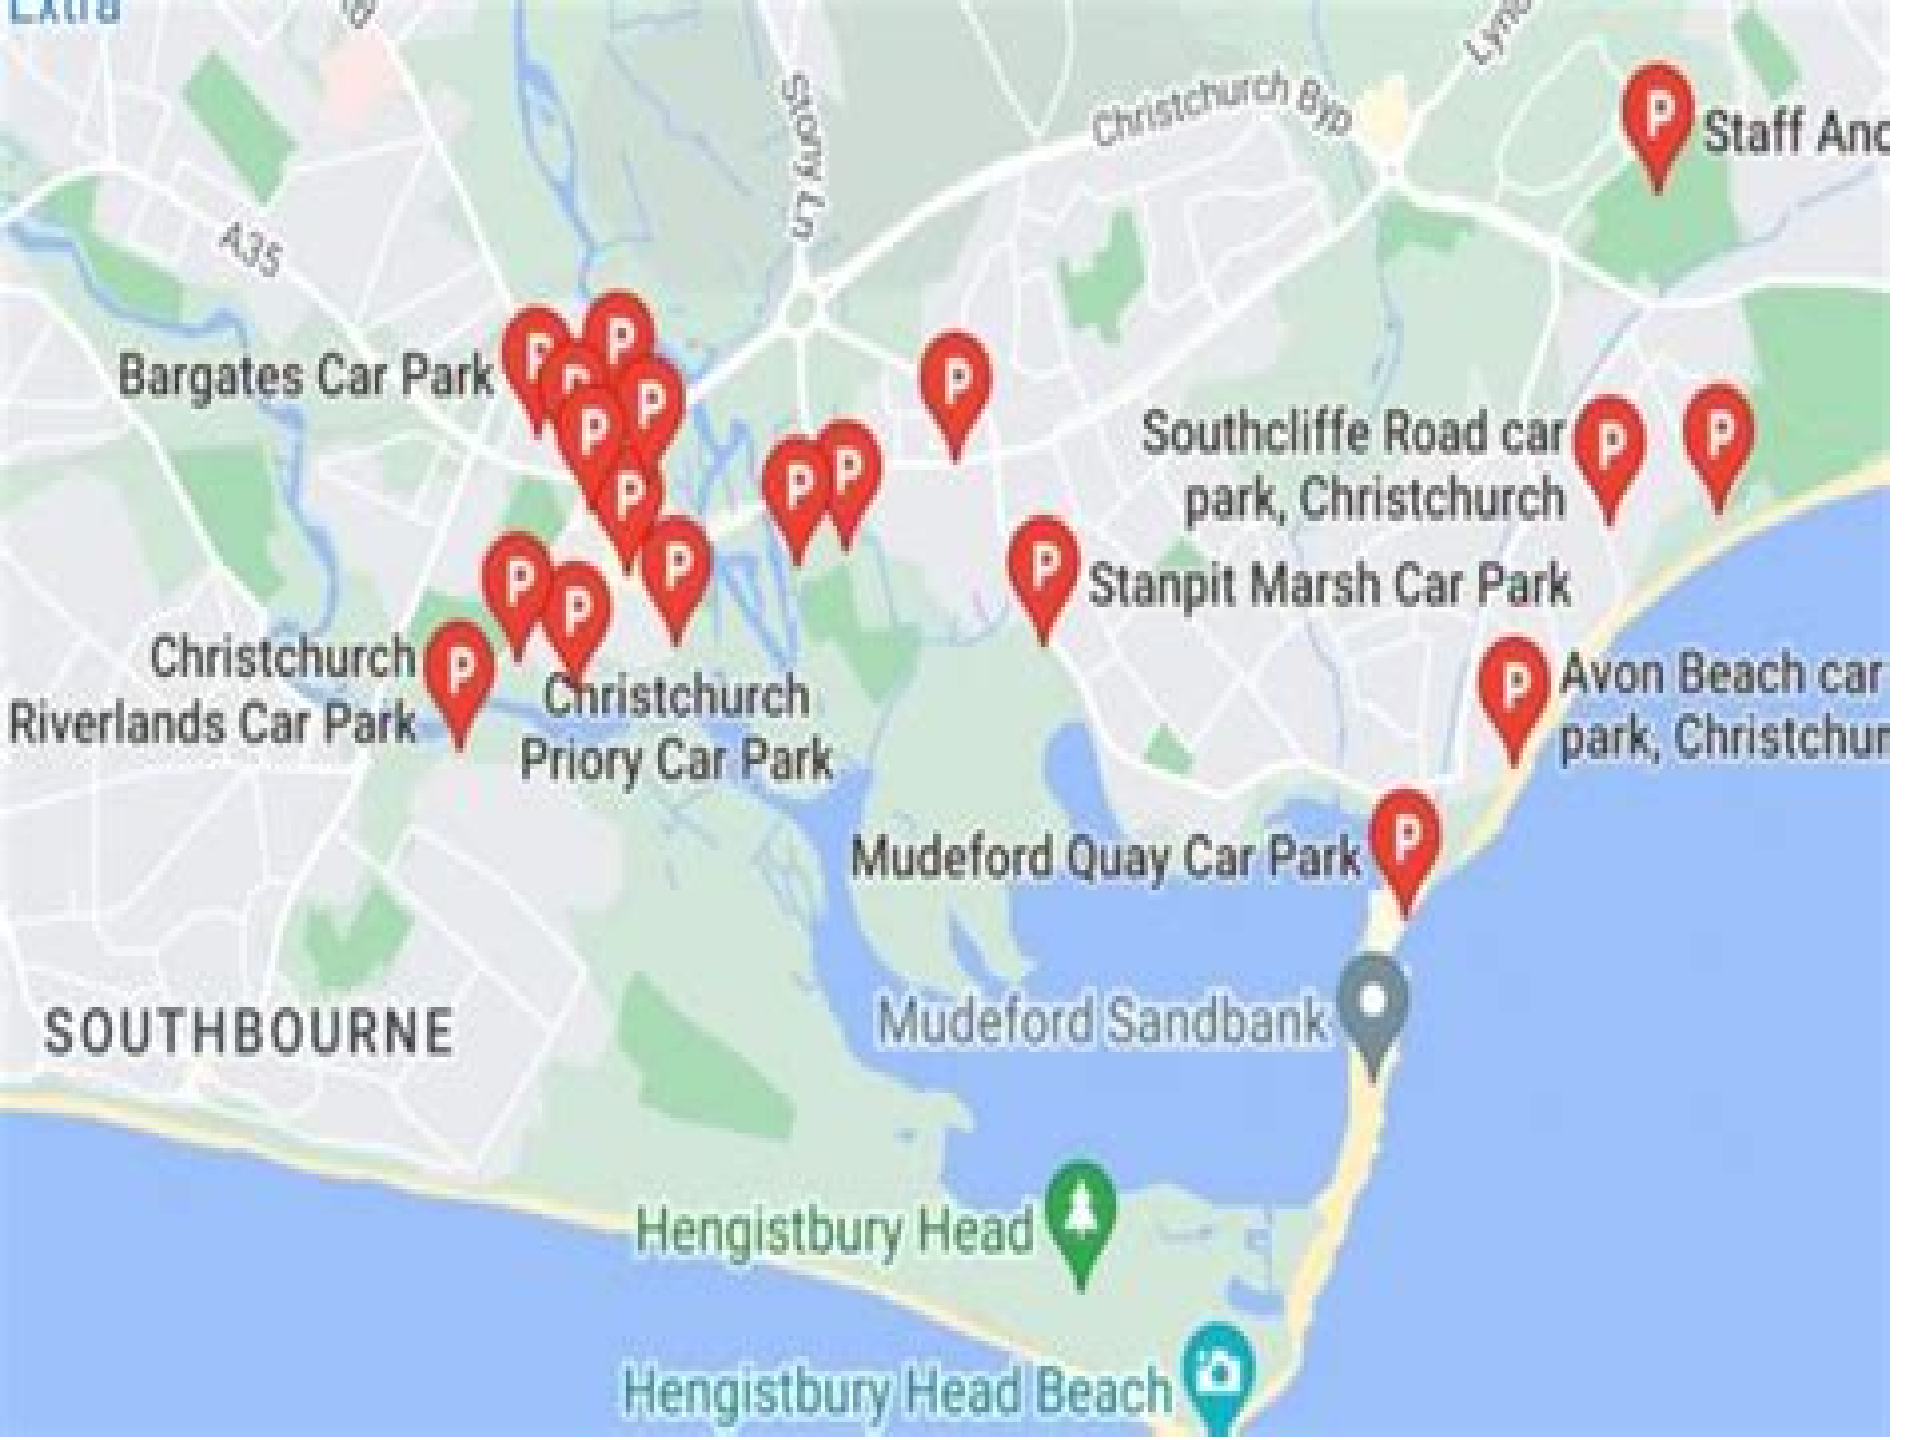 Extra
Stony Ln
Christchurch Byp
Staff And
A35
Bargates Car Park
Southcliffe Road car
park, Christchurch
Stanpit Marsh Car Park
Christchurch
Riverlands Car Park
Christchurch
Priory Car Park
Avon Beach car
park, Christchur
Mudeford Quay Car Park
Mudeford Sandbank
SOUTHBOURNE
Hengistbury Head
Hengistbury Head Beach